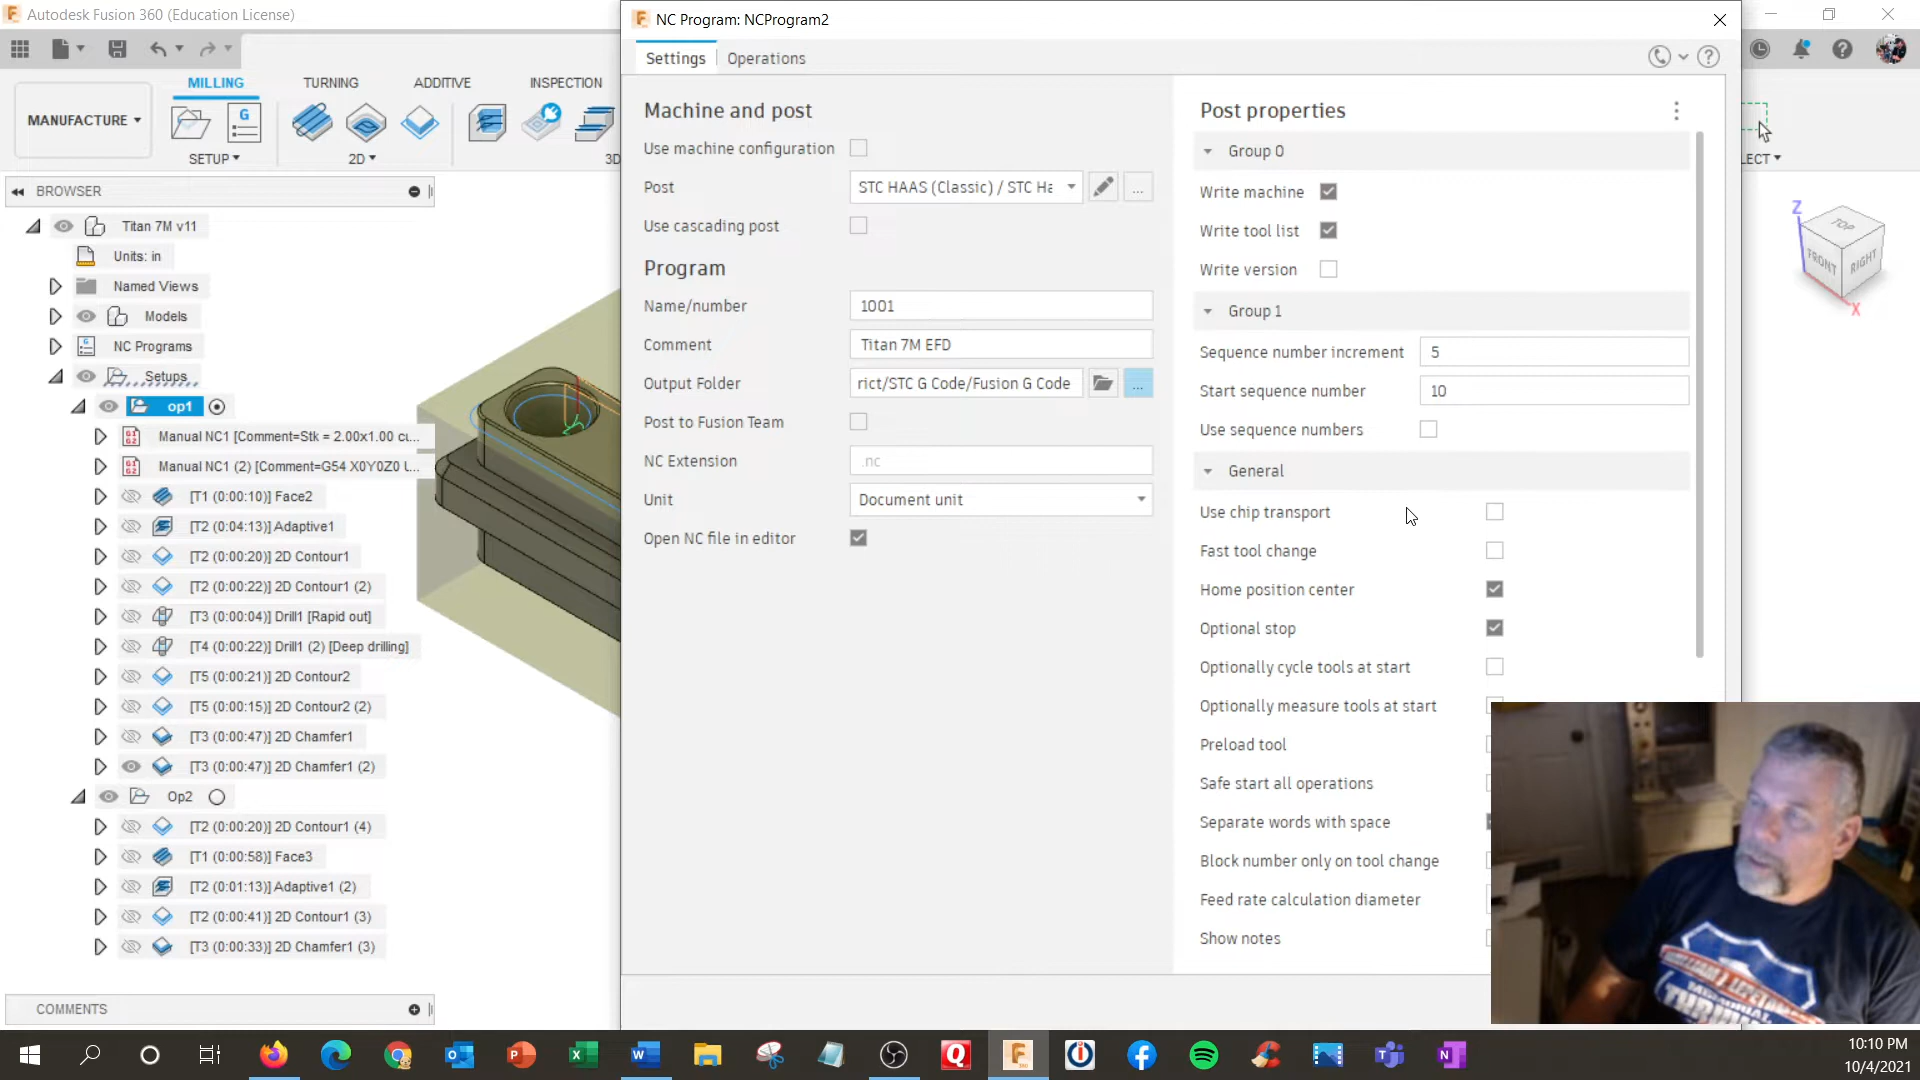 Autodesk Fusion 360 (Education License)
NC Program: NCProgram2
Settings
Operations
MILLING
TURNING
ADDITIVE
INSPECTION
MANUFACTURE
SETUP
2D
3D
LECT
BROWSER
Titan 7M v11
Units: in
Named Views
Models
NC Programs
Setups
op1
Manual NC1 [Comment=Stk = 2.00x1.00 cu...
Manual NC1 (2) [Comment=G54 X0Y0Z0 L...
[T1 (0:00:10)] Face2
[T2 (0:04:13)] Adaptive1
[T2 (0:00:20)] 2D Contour1
[T2 (0:00:22)] 2D Contour1 (2)
[T3 (0:00:04)] Drill1 [Rapid out]
[T4 (0:00:22)] Drill1 (2) [Deep drilling]
[T5 (0:00:21)] 2D Contour2
[T5 (0:00:15)] 2D Contour2 (2)
[T3 (0:00:47)] 2D Chamfer1
[T3 (0:00:47)] 2D Chamfer1 (2)
Op2
[T2 (0:00:20)] 2D Contour1 (4)
[T1 (0:00:58)] Face3
[T2 (0:01:13)] Adaptive1 (2)
[T2 (0:00:41)] 2D Contour1 (3)
[T3 (0:00:33)] 2D Chamfer1 (3)
COMMENTS
Machine and post
Use machine configuration
Post
STC HAAS (Classic) / STC Ha
...
Use cascading post
Program
Name/number
1001
Comment
Titan 7M EFD
Output Folder
rict/STC G Code/Fusion G Code
...
Post to Fusion Team
NC Extension
.nc
Unit
Document unit
Open NC file in editor
Post properties
Group 0
Write machine
Write tool list
Write version
Group 1
Sequence number increment
5
Start sequence number
10
Use sequence numbers
General
Use chip transport
Fast tool change
Home position center
Optional stop
Optionally cycle tools at start
Optionally measure tools at start
Preload tool
Safe start all operations
Separate words with space
Block number only on tool change
Feed rate calculation diameter
Show notes
Z
TOP
FRONT
RIGHT
X
10:10 PM
10/4/2021